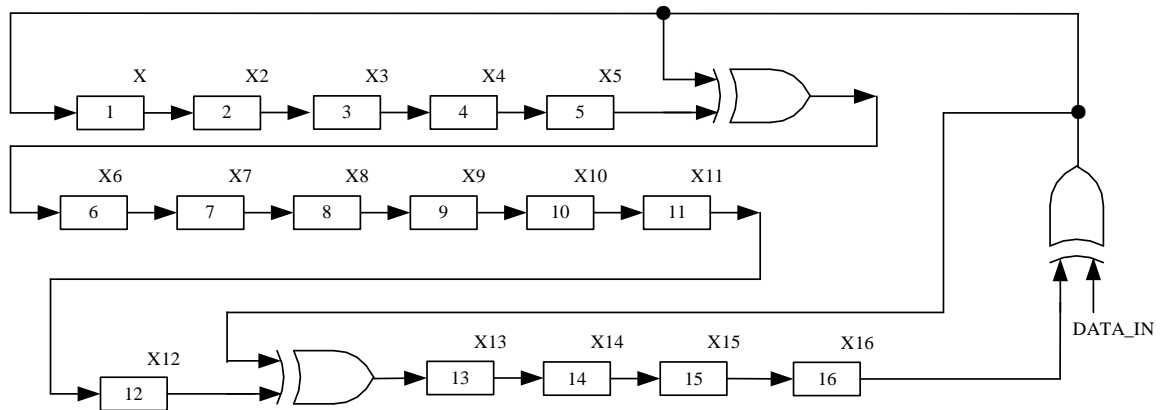 X X2 X3 X4 X5
1 2 3 4 5
X6 X7 X8 X9 X10 X11
6 7 8 9 10 11
DATA_IN
X12 X13 X14 X15 X16
12 13 14 15 16